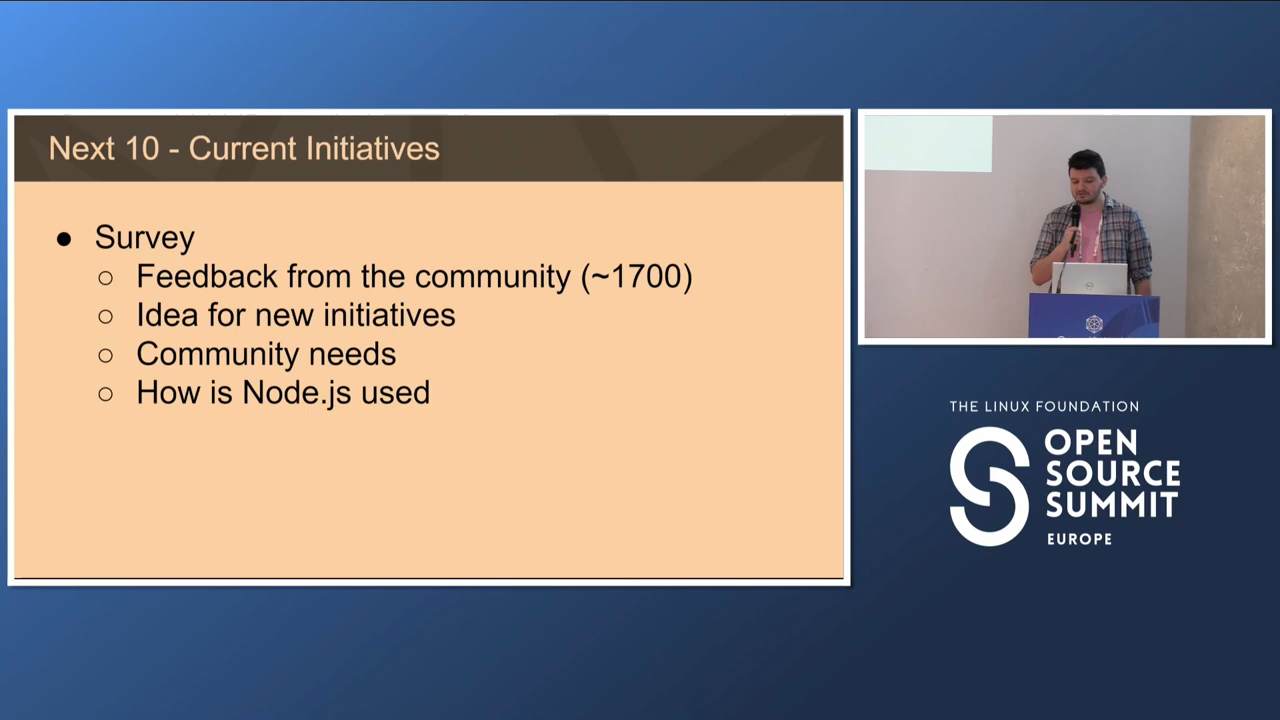 Next 10 - Current Initiatives
● Survey
○ Feedback from the community (~1700)
○ Idea for new initiatives
○ Community needs
○ How is Node.js used
THE LINUX FOUNDATION
OPEN
SOURCE
SUMMIT
EUROPE